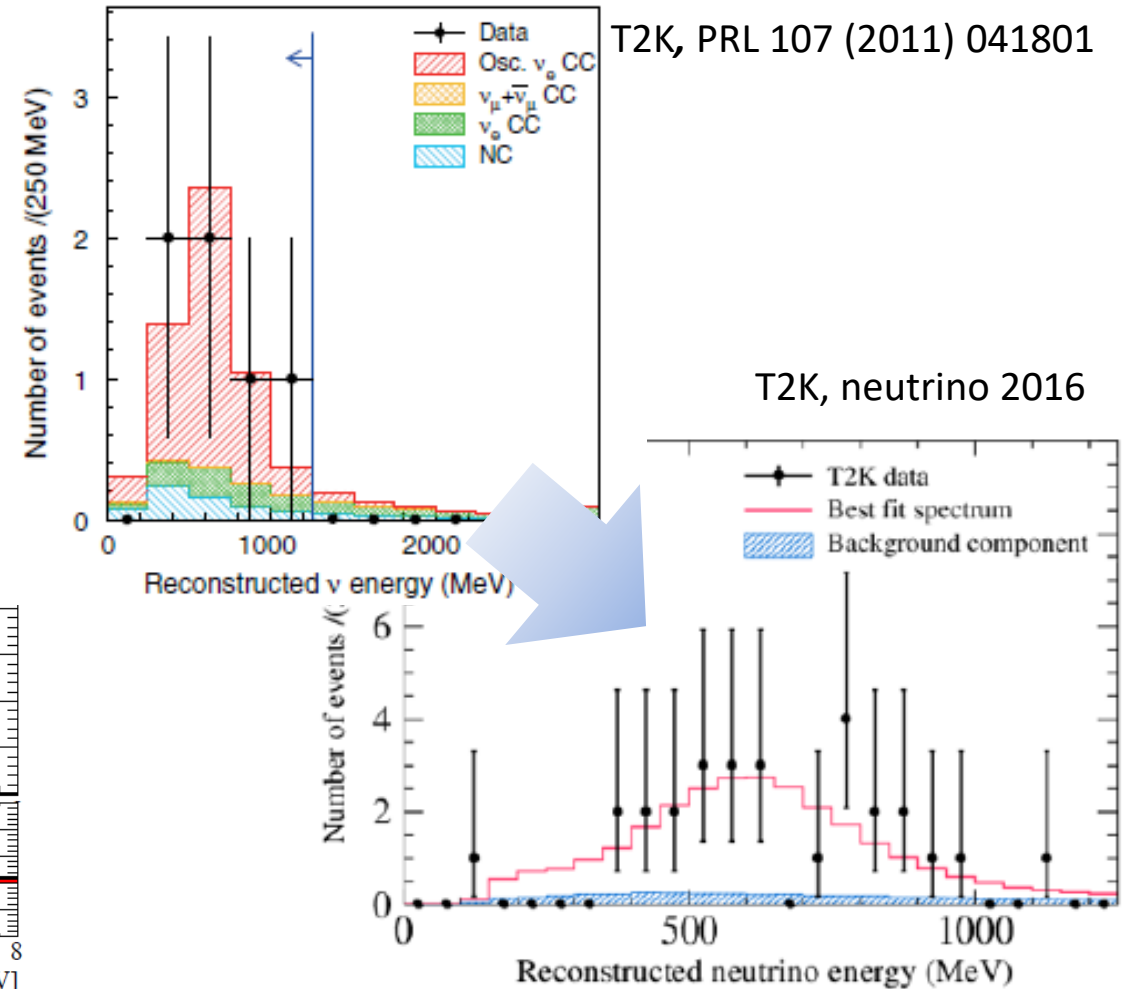 T2K, PRL 107 (2011) 041801
Data
Osc. νe CC
νμ+ν̅μ CC
νe CC
NC
Number of events /(250 MeV)
3
2
1
0
0 1000 2000
Reconstructed ν energy (MeV)
T2K, neutrino 2016
T2K data
Best fit spectrum
Background component
Number of events
6
4
2
0
0 500 1000
Reconstructed neutrino energy (MeV)
8